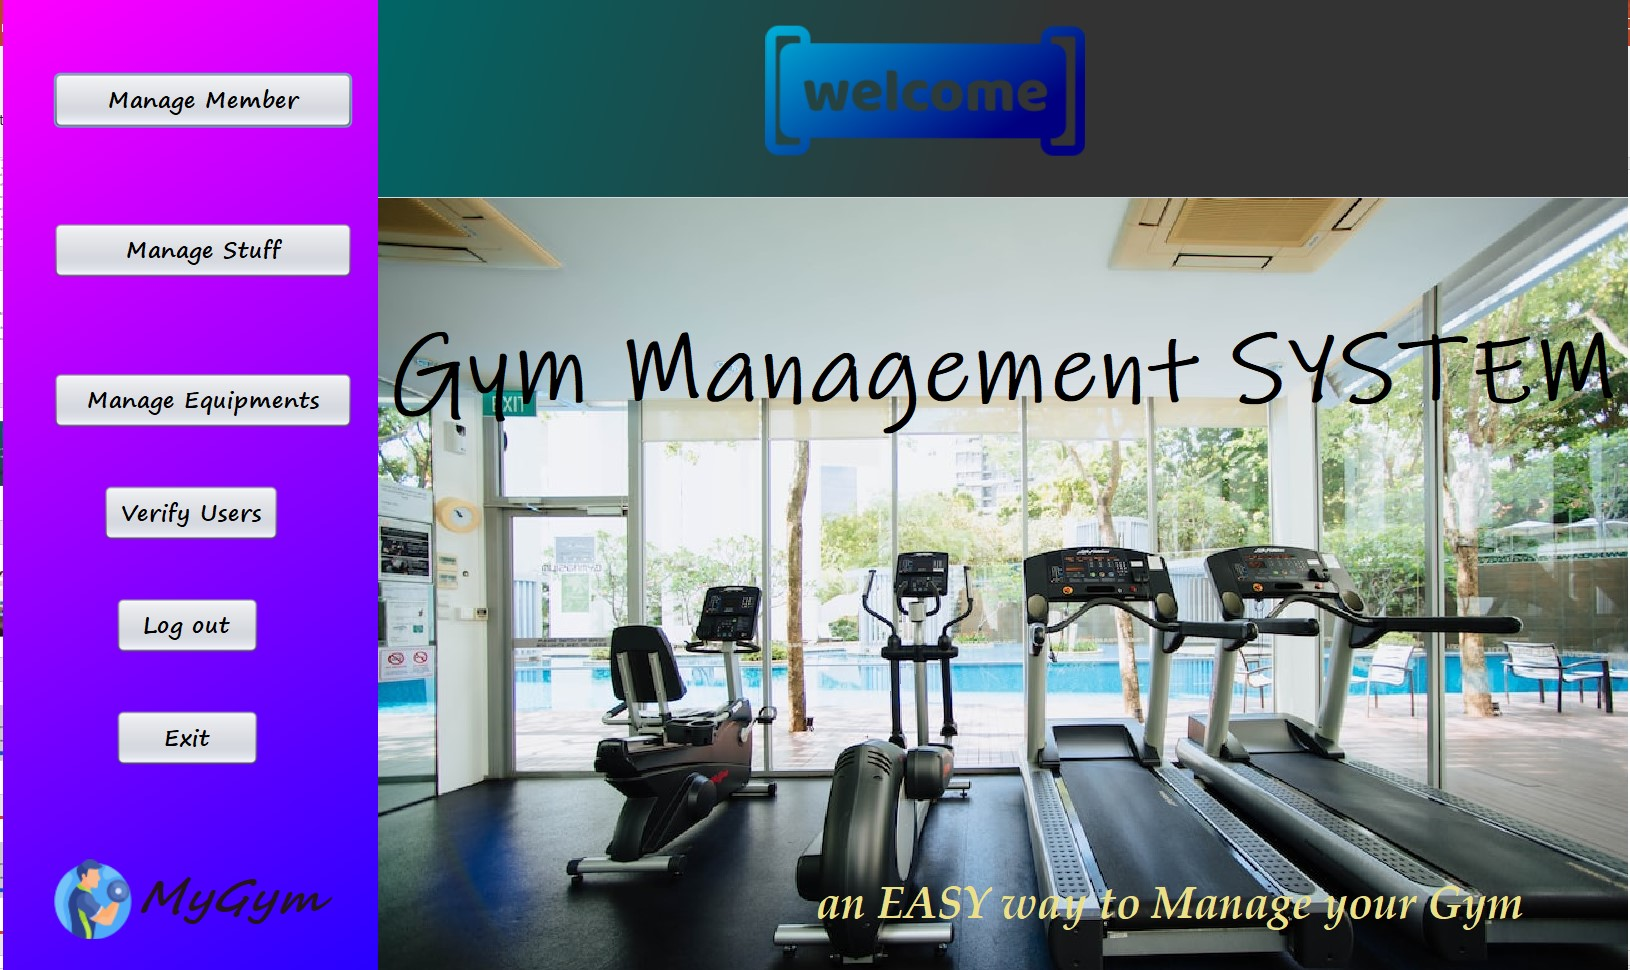 welcome
Manage Member
Manage Stuff
Manage Equipments
Verify Users
Log out
Exit
MyGym
Gym Management SYSTEM
EXIT
an EASY way to Manage your Gym